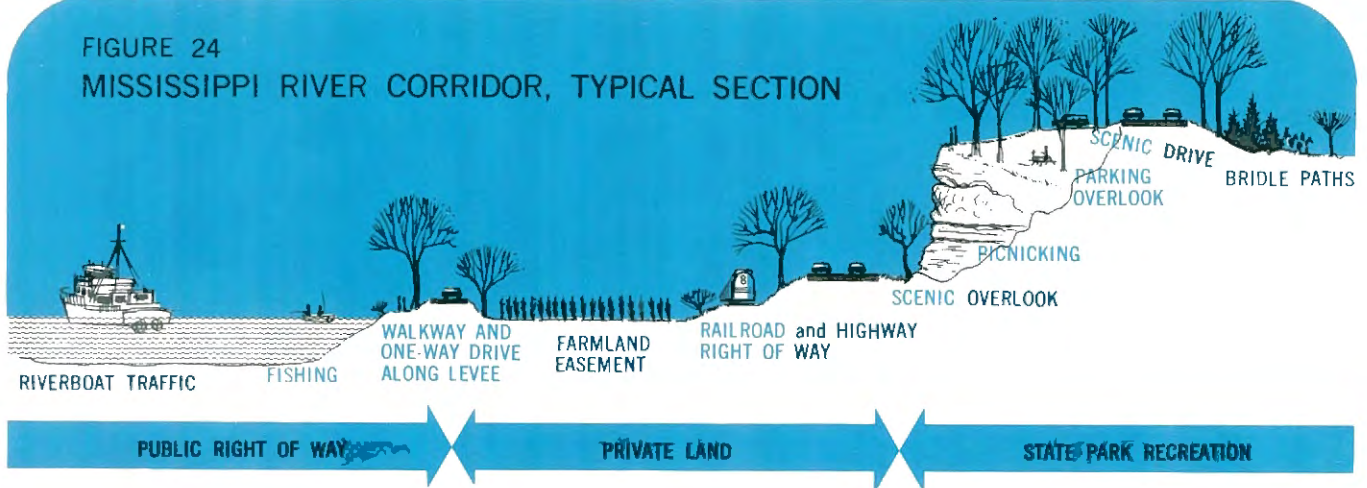 FIGURE 24
MISSISSIPPI RIVER CORRIDOR, TYPICAL SECTION
SCENIC DRIVE
PARKING
OVERLOOK
BRIDLE PATHS
PICNICKING
SCENIC OVERLOOK
8
RAILROAD and HIGHWAY
RIGHT OF WAY
FARMLAND
EASEMENT
WALKWAY AND
ONE-WAY DRIVE
ALONG LEVEE
FISHING
RIVERBOAT TRAFFIC
PUBLIC RIGHT OF WAY
PRIVATE LAND
STATE PARK RECREATION